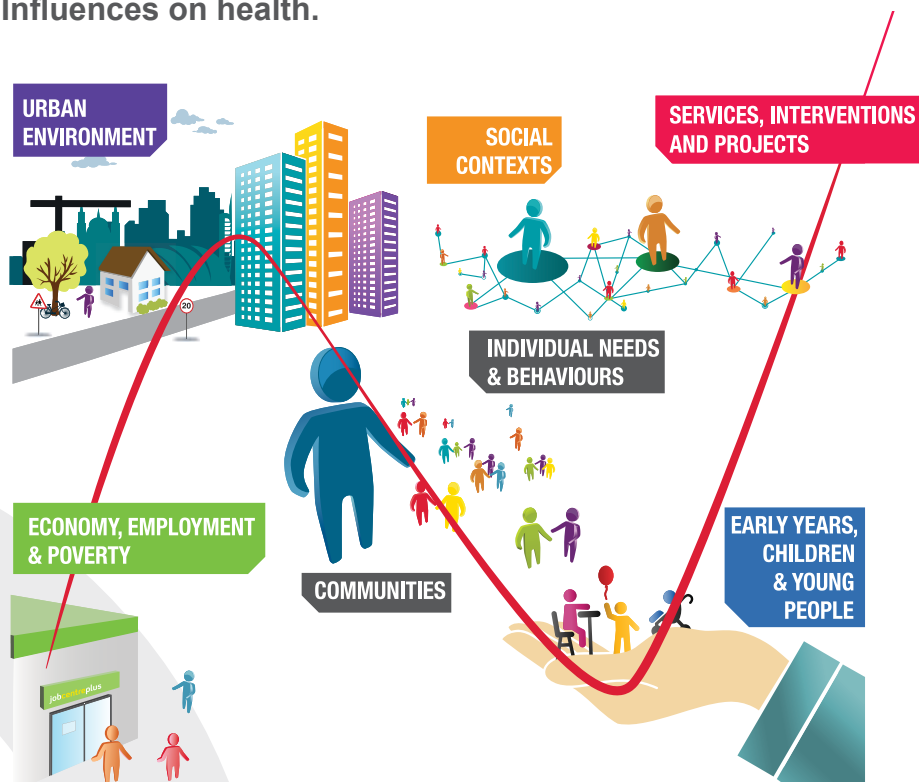 Influences on health.
URBAN
ENVIRONMENT
SOCIAL
CONTEXTS
SERVICES, INTERVENTIONS
AND PROJECTS
20
INDIVIDUAL NEEDS
& BEHAVIOURS
ECONOMY, EMPLOYMENT
& POVERTY
EARLY YEARS,
CHILDREN
& YOUNG
PEOPLE
COMMUNITIES
jobcentreplus